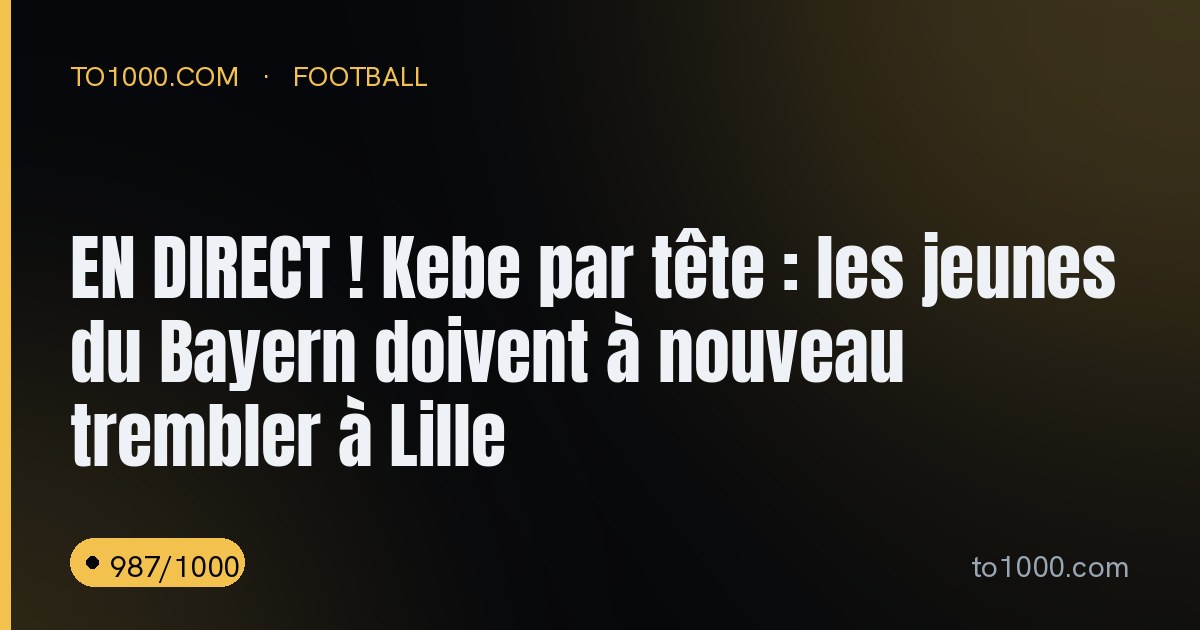 TO1000.COM · FOOTBALL
EN DIRECT ! Kebe par tête : les jeunes
du Bayern doivent à nouveau
trembler à Lille
987/1000
to1000.com